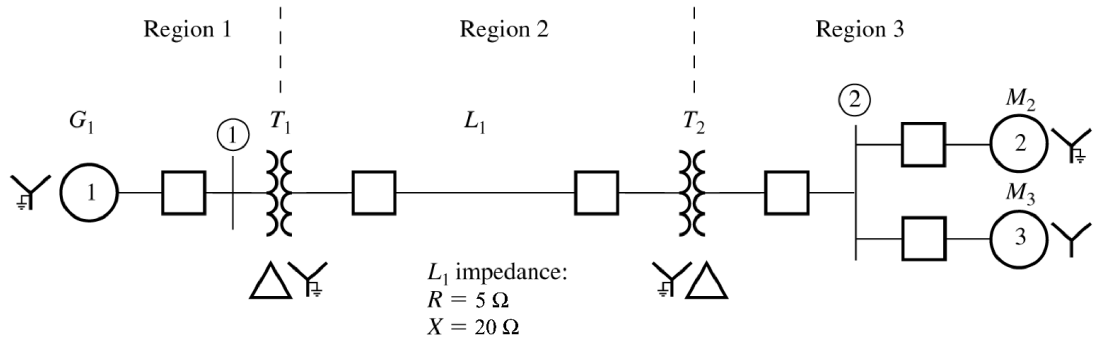 Region 1
Region 2
Region 3
G1
1
T1
L1
T2
2
M2
1
2
M3
3
L1 impedance:
R = 5 Ω
X = 20 Ω